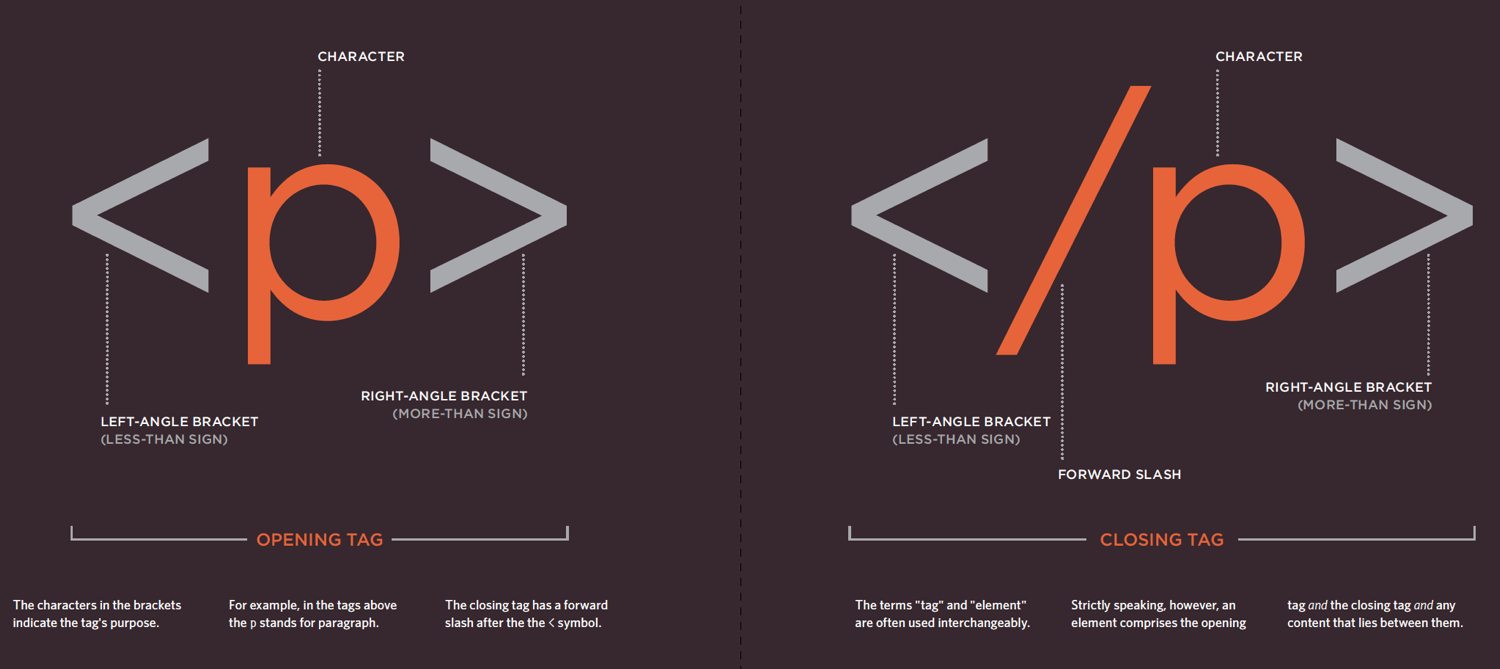 CHARACTER
<p>
LEFT-ANGLE BRACKET
(LESS-THAN SIGN)
RIGHT-ANGLE BRACKET
(MORE-THAN SIGN)
OPENING TAG
The characters in the brackets
indicate the tag's purpose.
For example, in the tags above
the p stands for paragraph.
The closing tag has a forward
slash after the the < symbol.
CHARACTER
</p>
LEFT-ANGLE BRACKET
(LESS-THAN SIGN)
RIGHT-ANGLE BRACKET
(MORE-THAN SIGN)
FORWARD SLASH
CLOSING TAG
The terms "tag" and "element"
are often used interchangeably.
Strictly speaking, however, an
element comprises the opening
tag and the closing tag and any
content that lies between them.